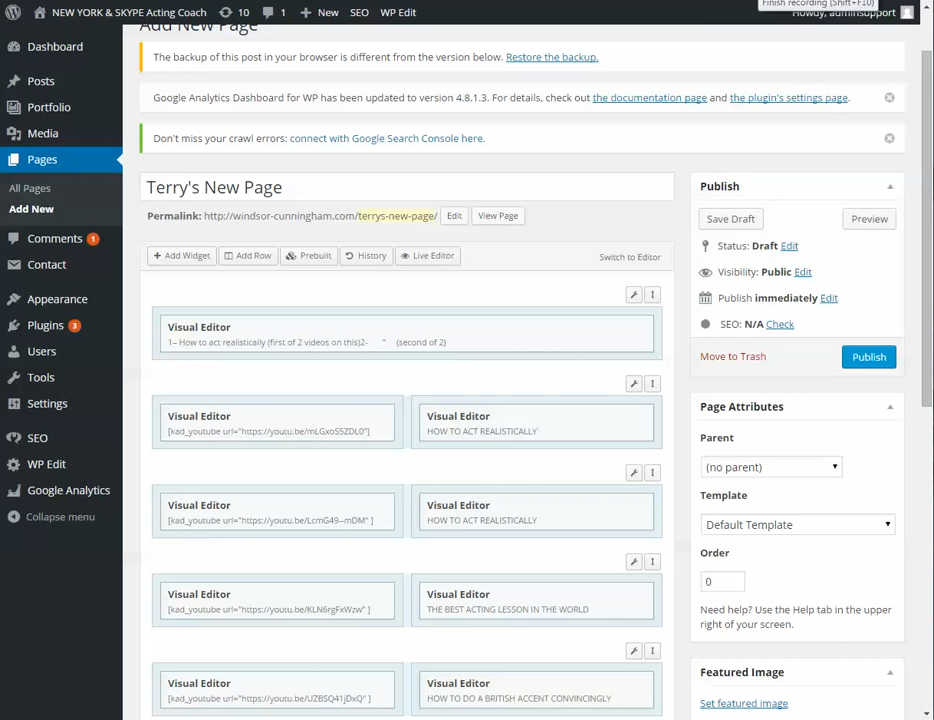 NEW YORK & SKYPE Acting Coach 10 1 New SEO WP Edit
Finish recording (Shift+F10)
Howdy, adminsupport
Add New Page
Dashboard
Posts
Portfolio
Media
Pages
All Pages
Add New
Comments 1
Contact
Appearance
Plugins 3
Users
Tools
Settings
SEO
WP Edit
Google Analytics
Collapse menu
The backup of this post in your browser is different from the version below. Restore the backup.
Google Analytics Dashboard for WP has been updated to version 4.8.1.3. For details, check out the documentation page and the plugin's settings page.
Don't miss your crawl errors: connect with Google Search Console here.
Terry's New Page
Permalink: http://windsor-cunningham.com/terrys-new-page/ Edit View Page
Add Widget Add Row Prebuilt History Live Editor Switch to Editor
Visual Editor
1– How to act realistically (first of 2 videos on this)2- " (second of 2)
Visual Editor
[kad_youtube url="https://youtu.be/mLGxoS5ZDL0"]
Visual Editor
HOW TO ACT REALISTICALLY
Visual Editor
[kad_youtube url="https://youtu.be/LcmG49--mDM" ]
Visual Editor
HOW TO ACT REALISTICALLY
Visual Editor
[kad_youtube url="https://youtu.be/KLN6rgFxWzw" ]
Visual Editor
THE BEST ACTING LESSON IN THE WORLD
Visual Editor
[kad_youtube url="https://youtu.be/UZBSQ41jDxQ" ]
Visual Editor
HOW TO DO A BRITISH ACCENT CONVINCINGLY
Publish
Save Draft Preview
Status: Draft Edit
Visibility: Public Edit
Publish immediately Edit
SEO: N/A Check
Move to Trash Publish
Page Attributes
Parent
(no parent)
Template
Default Template
Order
0
Need help? Use the Help tab in the upper
right of your screen.
Featured Image
Set featured image